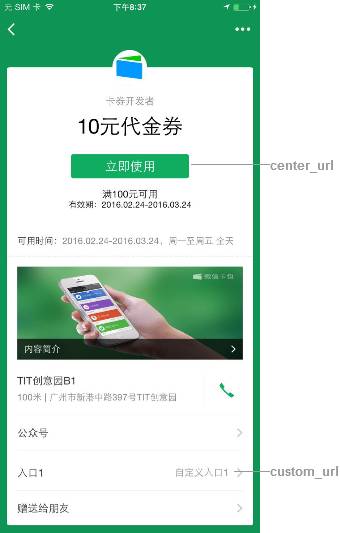 无 SIM 卡 下午8:37
卡券开发者
10元代金券
立即使用
center_url
满100元可用
有效期：2016.02.24-2016.03.24
可用时间：2016.02.24-2016.03.24，周一至周五 全天
微信卡包
内容简介
TIT创意园B1
100米 | 广州市新港中路397号TIT创意园
公众号
入口1 自定义入口1
custom_url
赠送给朋友